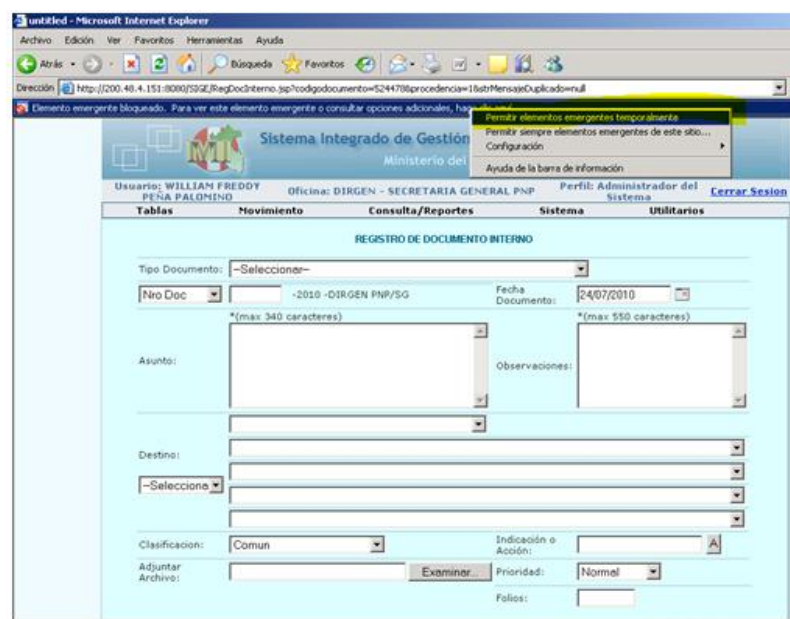 untitled - Microsoft Internet Explorer
Archivo Edición Ver Favoritos Herramientas Ayuda
Atrás Búsqueda Favoritos
Dirección http://200.48.4.151:8080/SIGE/RegDocInterno.jsp?codigodocumento=524478&procedencia=1&strMensajeDuplicado=null
Elemento emergente bloqueado. Para ver este elemento emergente o consultar opciones adicionales, haga clic aquí
Permitir elementos emergentes temporalmente
Permitir siempre elementos emergentes de este sitio...
Configuración
Ayuda de la barra de información
MI
Sistema Integrado de Gestión
Ministerio del
Usuario: WILLIAM FREDDY PEÑA PALOMINO Oficina: DIRGEN - SECRETARIA GENERAL PNP Perfil: Administrador del Sistema Cerrar Sesion
Tablas Movimiento Consulta/Reportes Sistema Utilitarios
REGISTRO DE DOCUMENTO INTERNO
Tipo Documento: --Seleccionar--
Nro Doc -2010 -DIRGEN PNP/SG Fecha Documento: 24/07/2010
*(max 340 caracteres) *(max 550 caracteres)
Asunto: Observaciones:
Destino:
--Selecciona
Clasificacion: Comun Indicación o Acción: A
Adjuntar Archivo: Examinar... Prioridad: Normal
Folios: